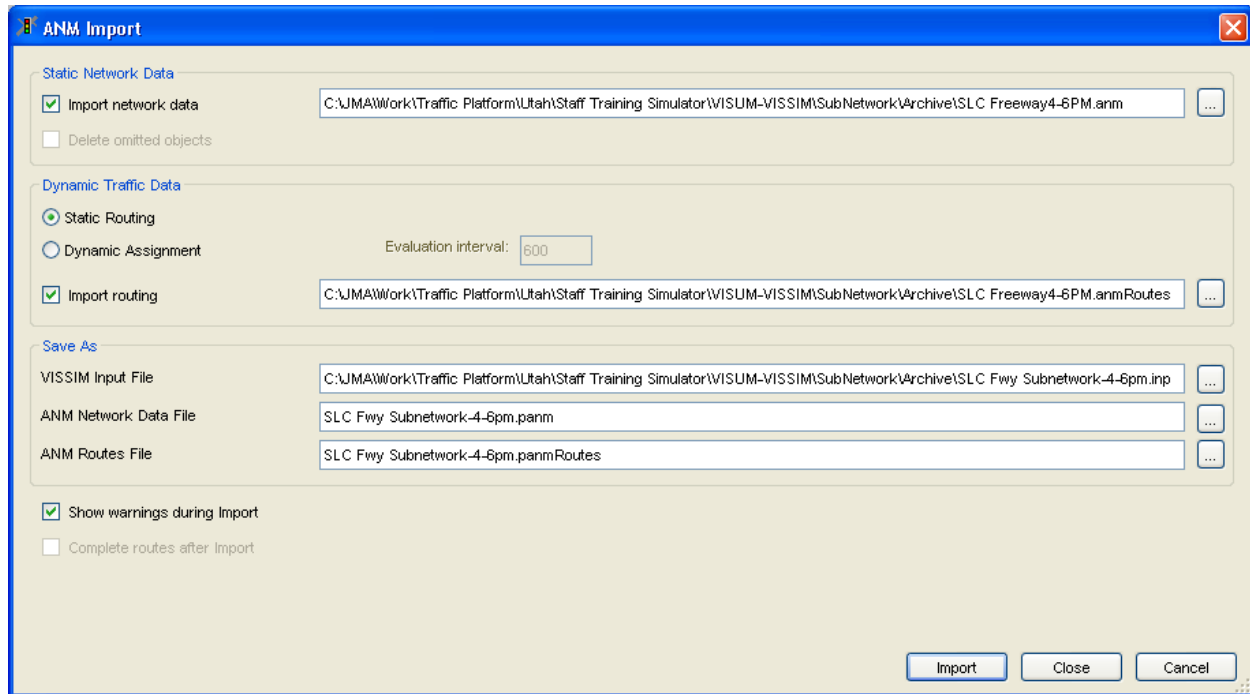 ANM Import
Static Network Data
Import network data C:\JMA\Work\Traffic Platform\Utah\Staff Training Simulator\VISUM-VISSIM\SubNetwork\Archive\SLC Freeway4-6PM.anm ...
Delete omitted objects
Dynamic Traffic Data
Static Routing
Dynamic Assignment Evaluation interval: 600
Import routing C:\JMA\Work\Traffic Platform\Utah\Staff Training Simulator\VISUM-VISSIM\SubNetwork\Archive\SLC Freeway4-6PM.anmRoutes ...
Save As
VISSIM Input File C:\JMA\Work\Traffic Platform\Utah\Staff Training Simulator\VISUM-VISSIM\SubNetwork\Archive\SLC Fwy Subnetwork-4-6pm.inp ...
ANM Network Data File SLC Fwy Subnetwork-4-6pm.panm ...
ANM Routes File SLC Fwy Subnetwork-4-6pm.panmRoutes ...
Show warnings during Import
Complete routes after Import
Import Close Cancel